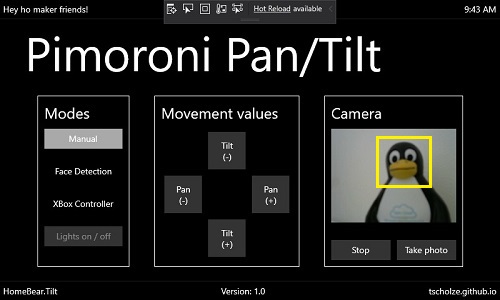 Hey ho maker friends!
Hot Reload available
9:43 AM
Pimoroni Pan/Tilt
Modes
Manual
Face Detection
XBox Controller
Lights on / off
Movement values
Tilt
(-)
Pan
(-)
Pan
(+)
Tilt
(+)
Camera
Stop
Take photo
HomeBear.Tilt
Version: 1.0
tscholze.github.io